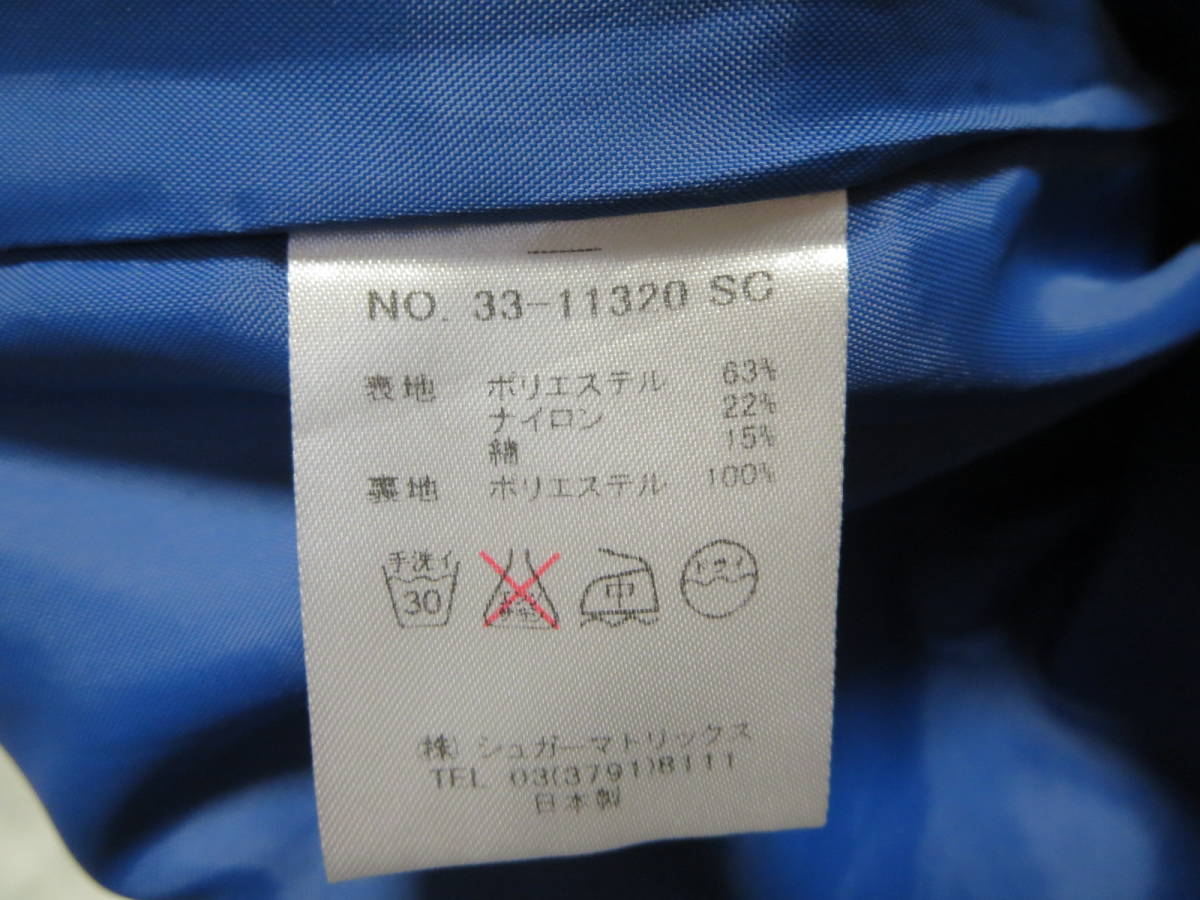 NO. 33-11320 SC
表地 ポリエステル 63%
ナイロン 22%
綿 15%
裏地 ポリエステル 100%
手洗イ
30
中
ドライ
(株) シュガーマトリックス
TEL 03(3791)8111
日本製